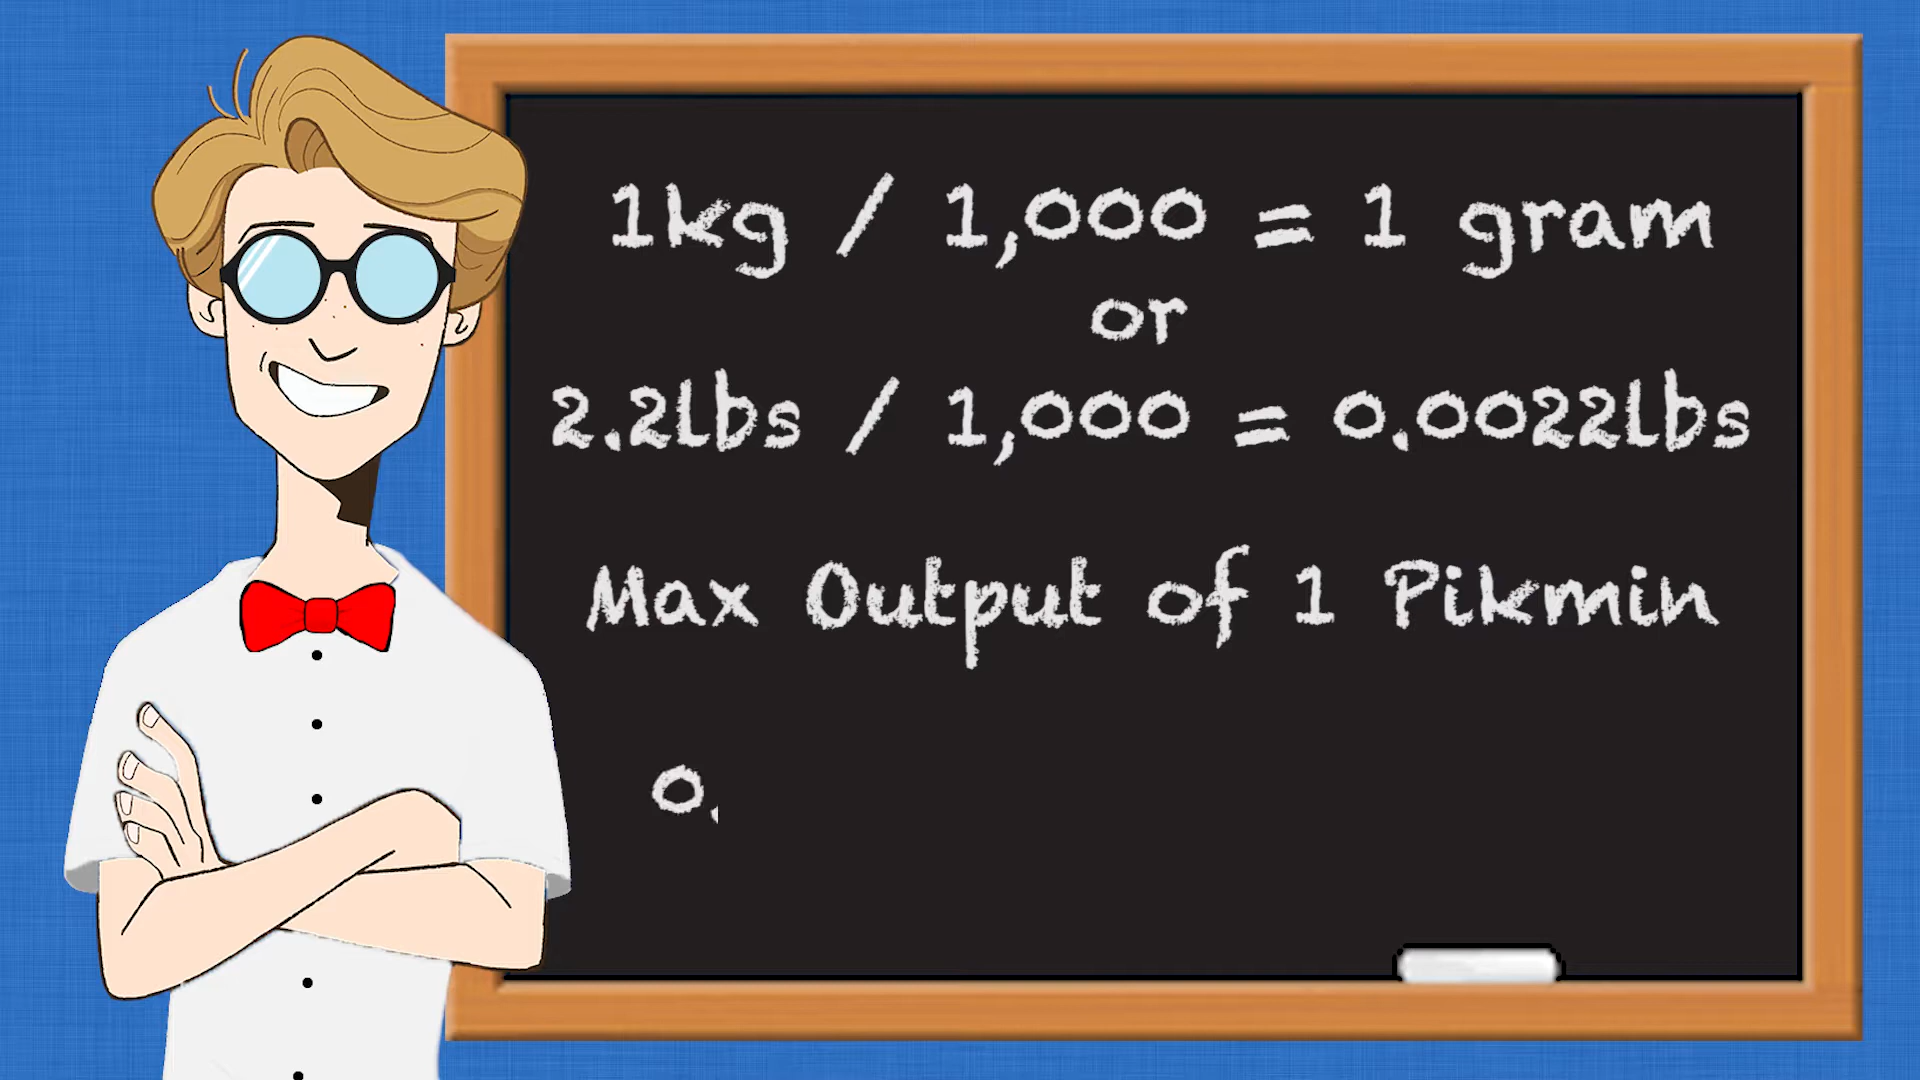 1kg / 1,000 = 1 gram
or
2.2lbs / 1,000 = 0.0022lbs
Max Output of 1 Pikmin
0.